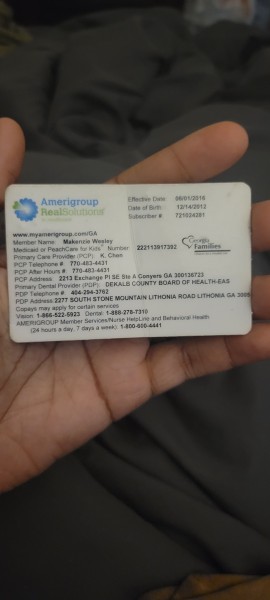 Amerigroup
RealSolutions
Effective Date: 08/01/2016
Date of Birth: 12/14/2012
Subscriber #: 721024281
www.myamerigroup.com/GA
Member Name: Makenzie Wesley
Medicaid or PeachCare for Kids® Number: 222113917392
Georgia Families
Primary Care Provider (PCP): K. Chen
PCP Telephone #: 770-483-4431
PCP After Hours #: 770-483-4431
PCP Address: 2213 Exchange Pl SE Ste A Conyers GA 300136723
Primary Dental Provider (PDP): DEKALB COUNTY BOARD OF HEALTH-EAS
PDP Telephone #: 404-294-3762
PDP Address: 2277 SOUTH STONE MOUNTAIN LITHONIA ROAD LITHONIA GA
Copays may apply for certain services
Vision: 1-866-522-5923 Dental: 1-888-278-7310
AMERIGROUP Member Services/Nurse HelpLine and Behavioral Health
(24 hours a day, 7 days a week) 1-800-600-4441